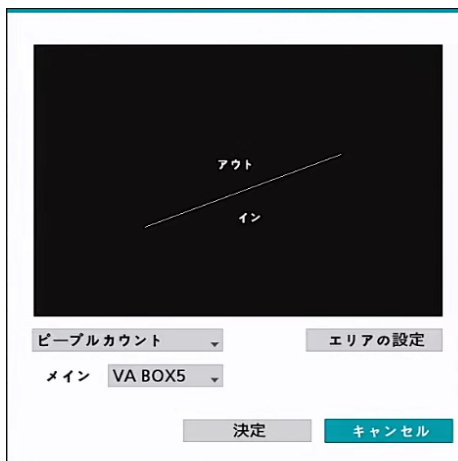 アウト
イン
ピープルカウント
エリアの設定
メイン
VA BOX5
決定
キャンセル